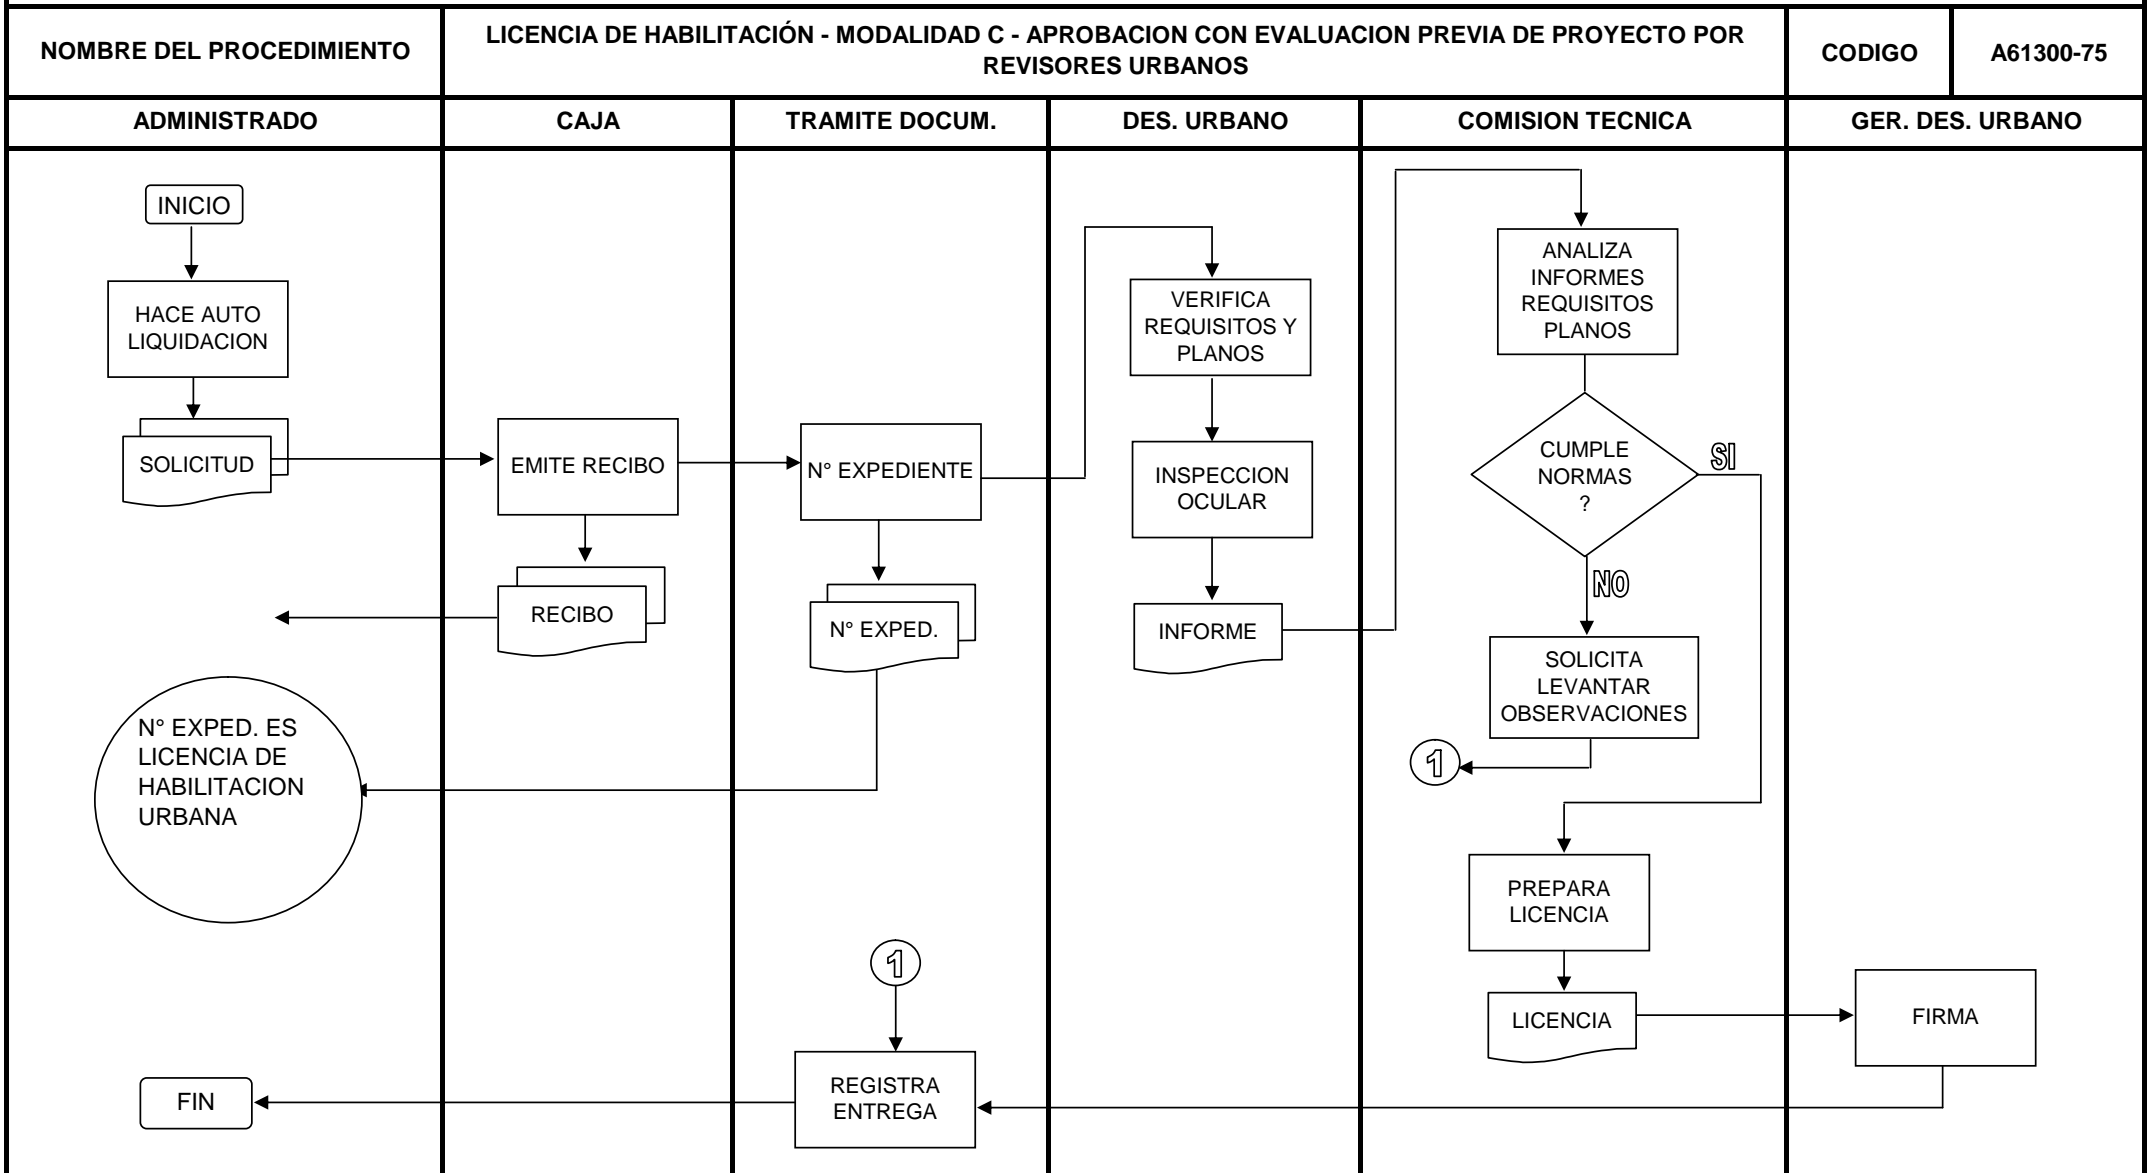 NOMBRE DEL PROCEDIMIENTO
LICENCIA DE HABILITACIÓN - MODALIDAD C - APROBACION CON EVALUACION PREVIA DE PROYECTO POR
REVISORES URBANOS
CODIGO
A61300-75
ADMINISTRADO
CAJA
TRAMITE DOCUM.
DES. URBANO
COMISION TECNICA
GER. DES. URBANO
INICIO
HACE AUTO
LIQUIDACION
SOLICITUD
EMITE RECIBO
RECIBO
N° EXPEDIENTE
N° EXPED.
N° EXPED. ES
LICENCIA DE
HABILITACION
URBANA
VERIFICA
REQUISITOS Y
PLANOS
INSPECCION
OCULAR
INFORME
ANALIZA
INFORMES
REQUISITOS
PLANOS
CUMPLE
NORMAS
?
SI
NO
SOLICITA
LEVANTAR
OBSERVACIONES
1
PREPARA
LICENCIA
LICENCIA
FIRMA
1
REGISTRA
ENTREGA
FIN